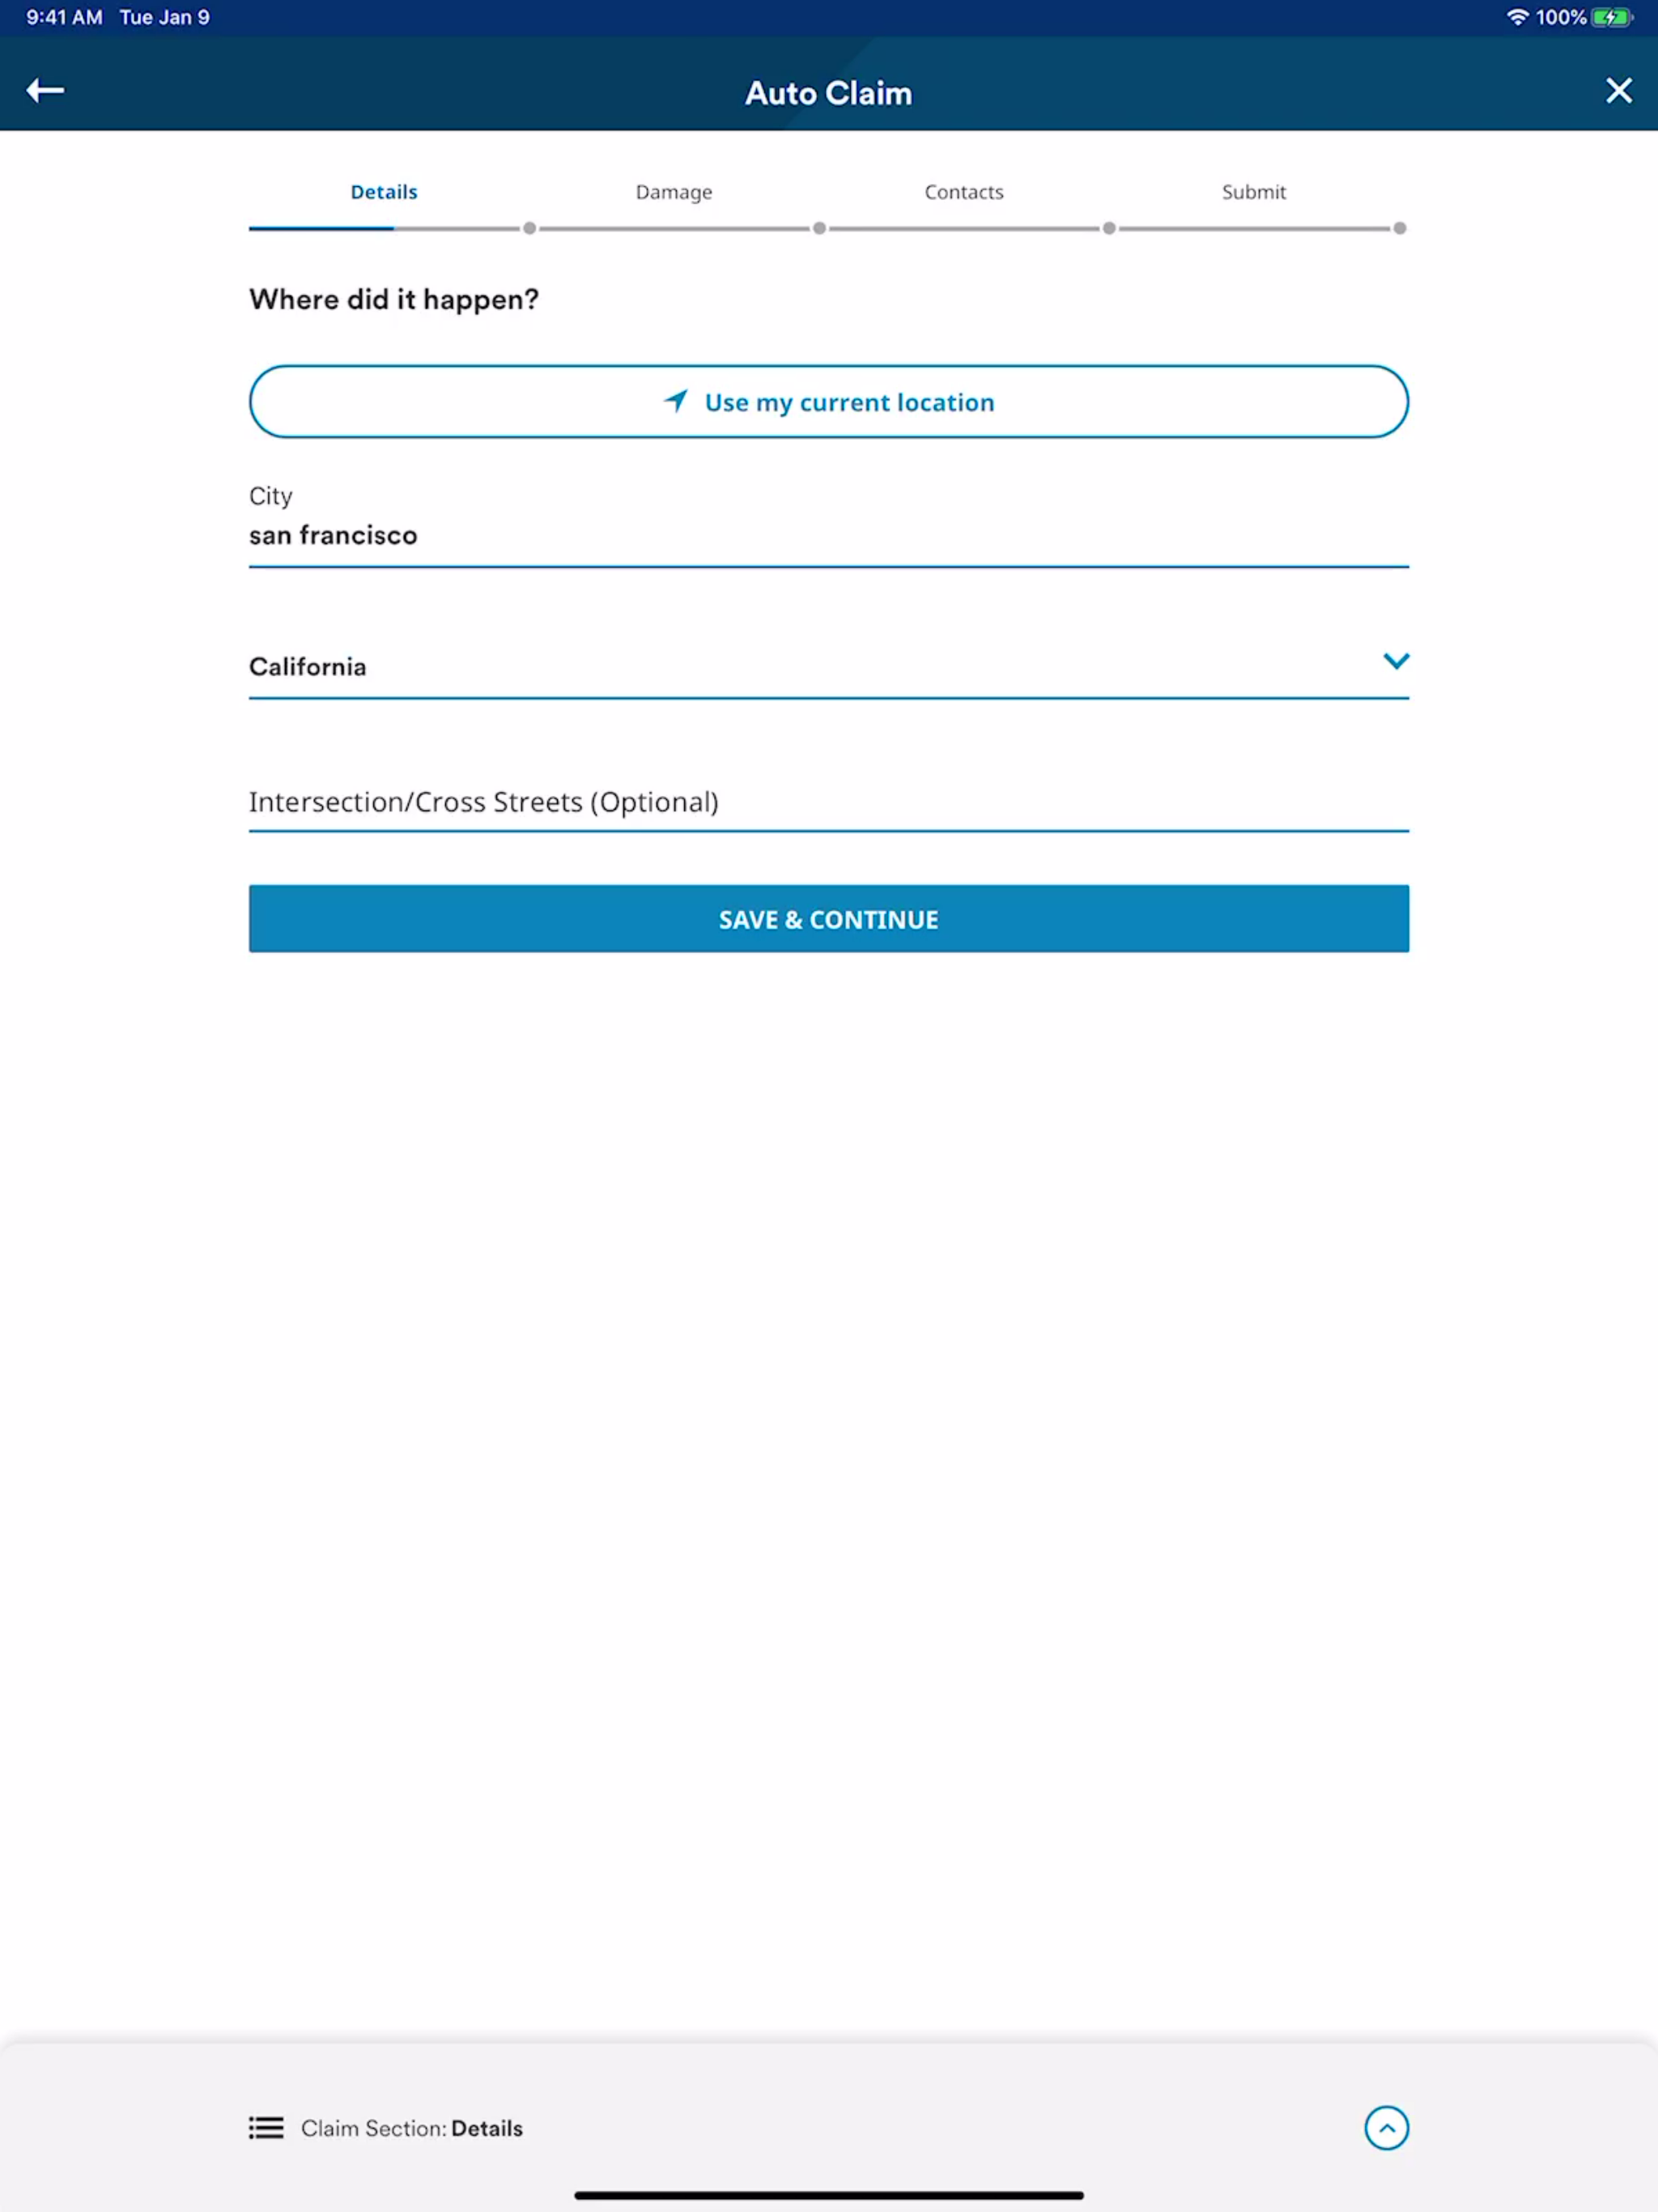 9:41 AM Tue Jan 9 100%
Auto Claim
Details Damage Contacts Submit
Where did it happen?
Use my current location
City
san francisco
California
Intersection/Cross Streets (Optional)
SAVE & CONTINUE
Claim Section: Details